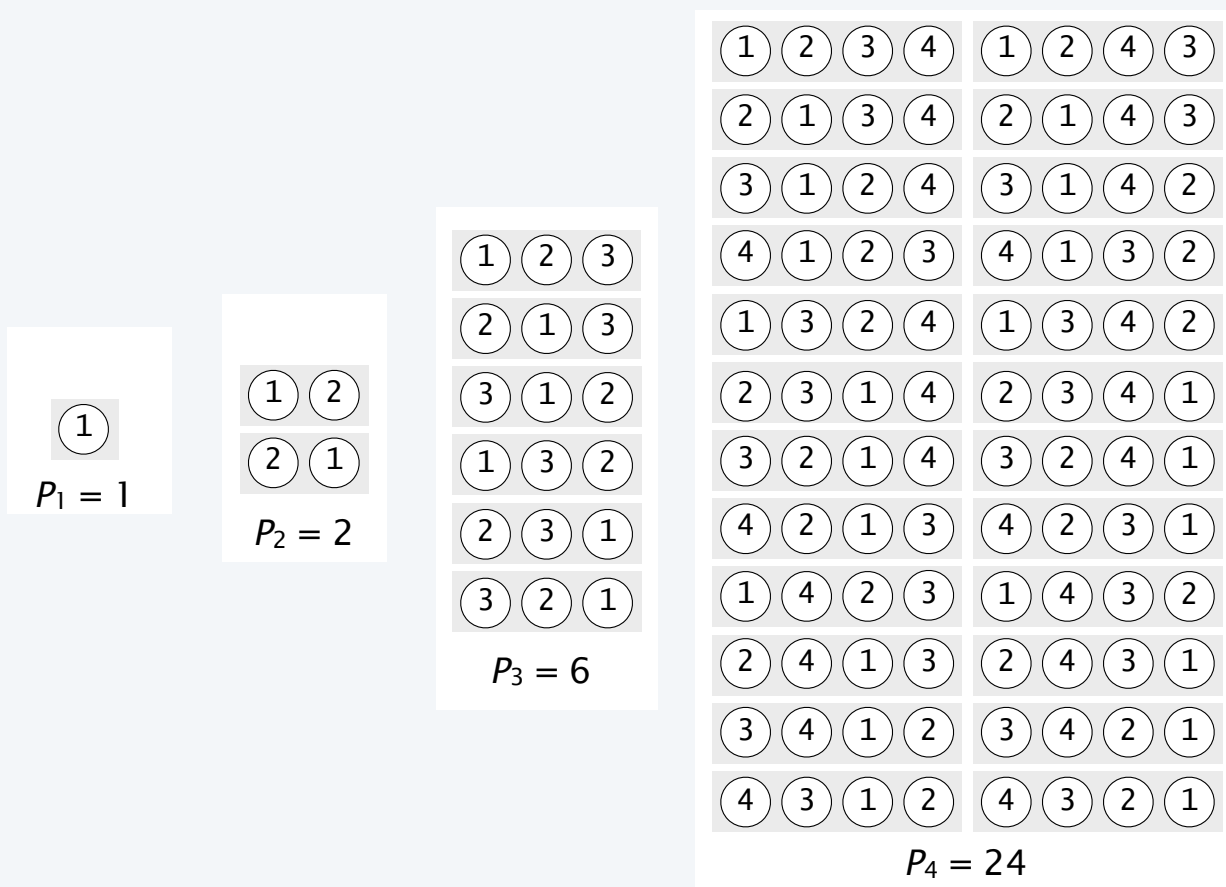 1
P1 = 1
1 2
2 1
P2 = 2
1 2 3
2 1 3
3 1 2
1 3 2
2 3 1
3 2 1
P3 = 6
1 2 3 4 1 2 4 3
2 1 3 4 2 1 4 3
3 1 2 4 3 1 4 2
4 1 2 3 4 1 3 2
1 3 2 4 1 3 4 2
2 3 1 4 2 3 4 1
3 2 1 4 3 2 4 1
4 2 1 3 4 2 3 1
1 4 2 3 1 4 3 2
2 4 1 3 2 4 3 1
3 4 1 2 3 4 2 1
4 3 1 2 4 3 2 1
P4 = 24